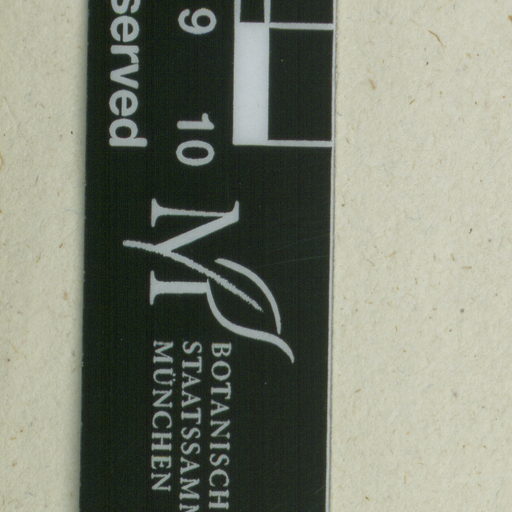 served
9
10
M
BOTANISCH
STAATSSAMM
MÜNCHEN